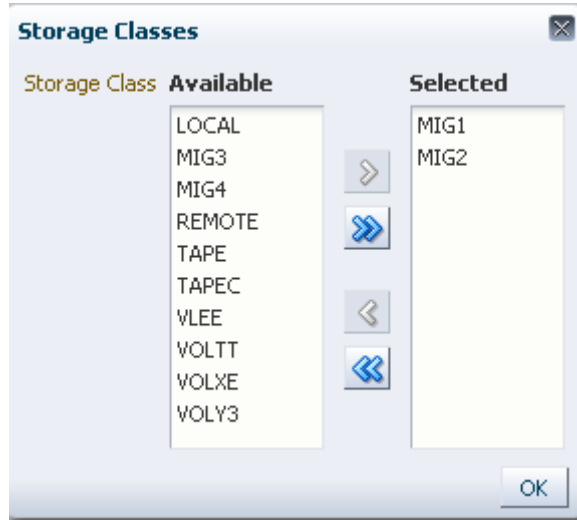 Storage Classes
Storage Class Available Selected
LOCAL MIG1
MIG3 MIG2
MIG4
REMOTE
TAPE
TAPEC
VLEE
VOLTT
VOLXE
VOLY3
OK